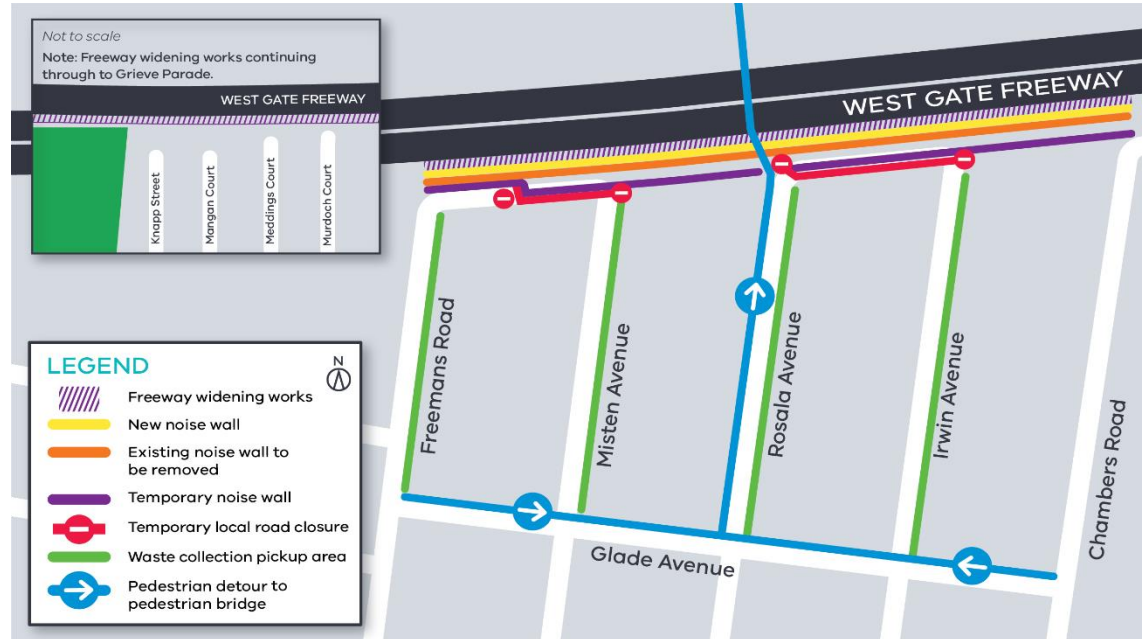 Not to scale
Note: Freeway widening works continuing
through to Grieve Parade.
WEST GATE FREEWAY
Knapp Street
Mangan Court
Meddings Court
Murdoch Court
WEST GATE FREEWAY
Freemans Road
Misten Avenue
Rosala Avenue
Irwin Avenue
Chambers Road
Glade Avenue
LEGEND
N
Freeway widening works
New noise wall
Existing noise wall to
be removed
Temporary noise wall
Temporary local road closure
Waste collection pickup area
Pedestrian detour to
pedestrian bridge